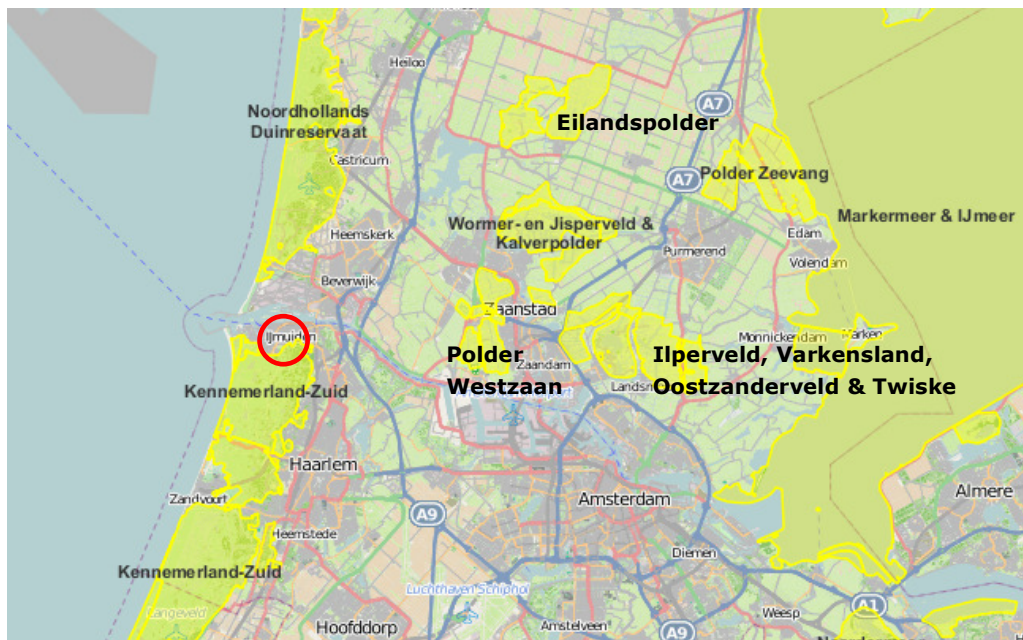 Heiloo
Noordhollands
Duinreservaat
A7
Eilandspolder
Castricum
A7
Polder Zeevang
Wormer- en Jisperveld &
Kalverpolder
Markermeer & IJmeer
Heemskerk
Edam
Purmerend
Volendam
Beverwijk
Zaanstad
IJmuiden
Monnickendam
Marken
Polder
Westzaan
Zaandam
Ilperveld, Varkensland,
Oostzanderveld & Twiske
Landsm
Kennemerland-Zuid
Haarlem
Zandvoort
Amsterdam
Almere
A9
Heemstede
Diemen
Kennemerland-Zuid
Luchthaven Schiphol
Langeveld
A1
Weesp
Hoofddorp
Amstelveen
A9